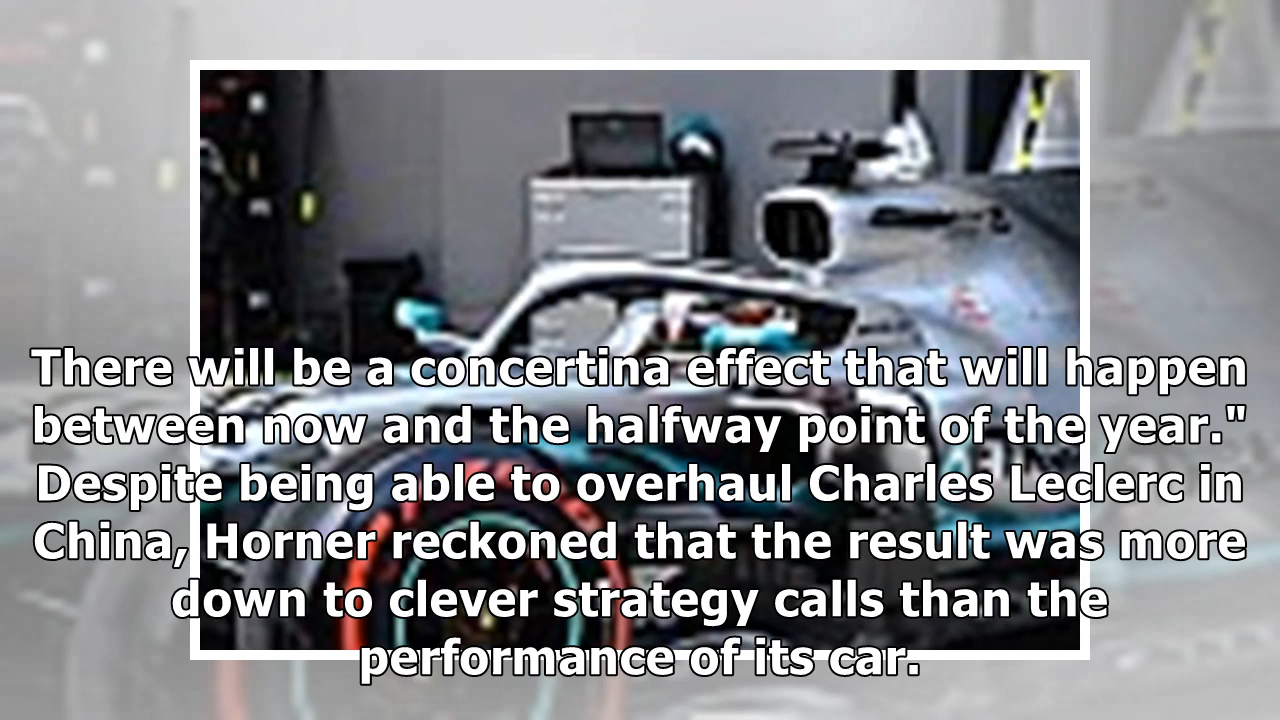 There will be a concertina effect that will happen
between now and the halfway point of the year."
Despite being able to overhaul Charles Leclerc in
China, Horner reckoned that the result was more
down to clever strategy calls than the
performance of its car.